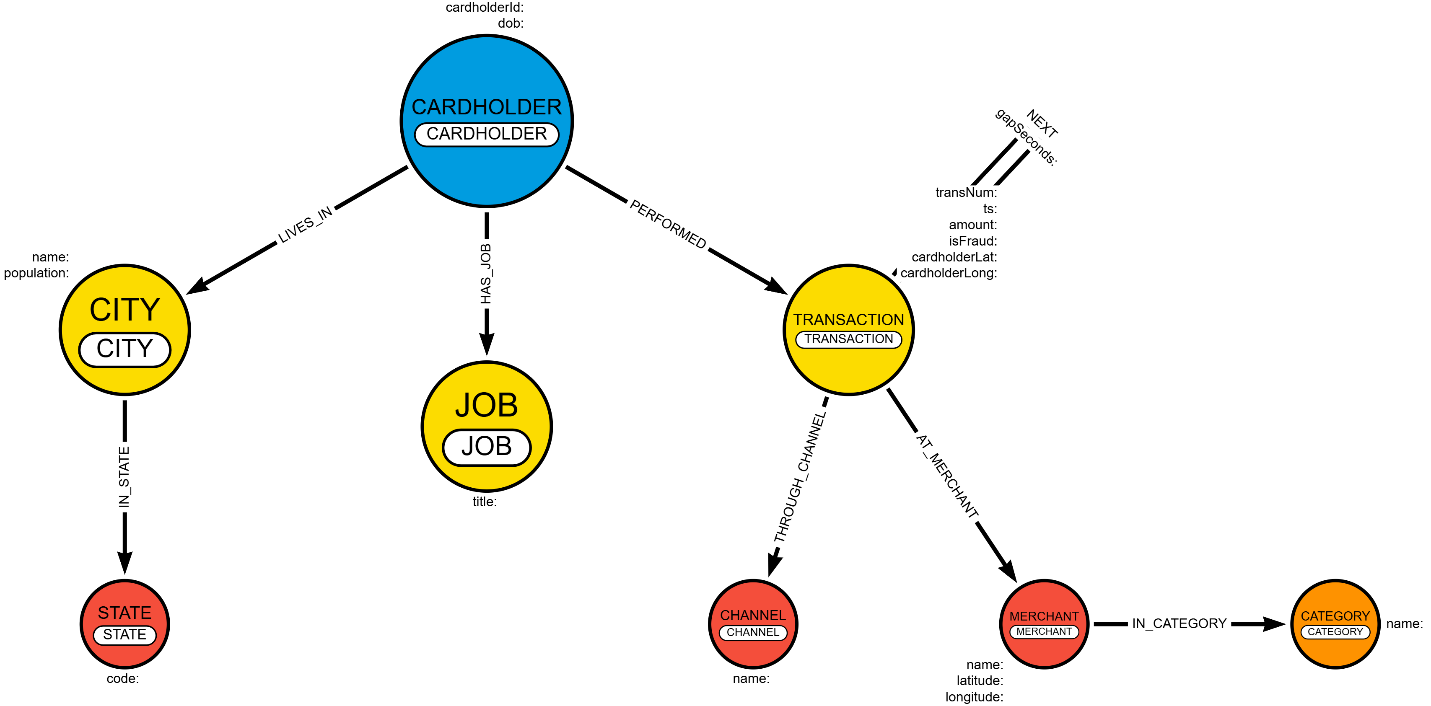 cardholderId:
dob:
CARDHOLDER
CARDHOLDER
NEXT
gapSeconds:
transNum:
ts:
amount:
isFraud:
cardholderLat:
cardholderLong:
LIVES_IN
HAS_JOB
PERFORMED
name:
population:
CITY
CITY
TRANSACTION
TRANSACTION
JOB
JOB
title:
IN_STATE
THROUGH_CHANNEL
AT_MERCHANT
STATE
STATE
code:
CHANNEL
CHANNEL
name:
MERCHANT
MERCHANT
name:
latitude:
longitude:
IN_CATEGORY
CATEGORY
CATEGORY
name: